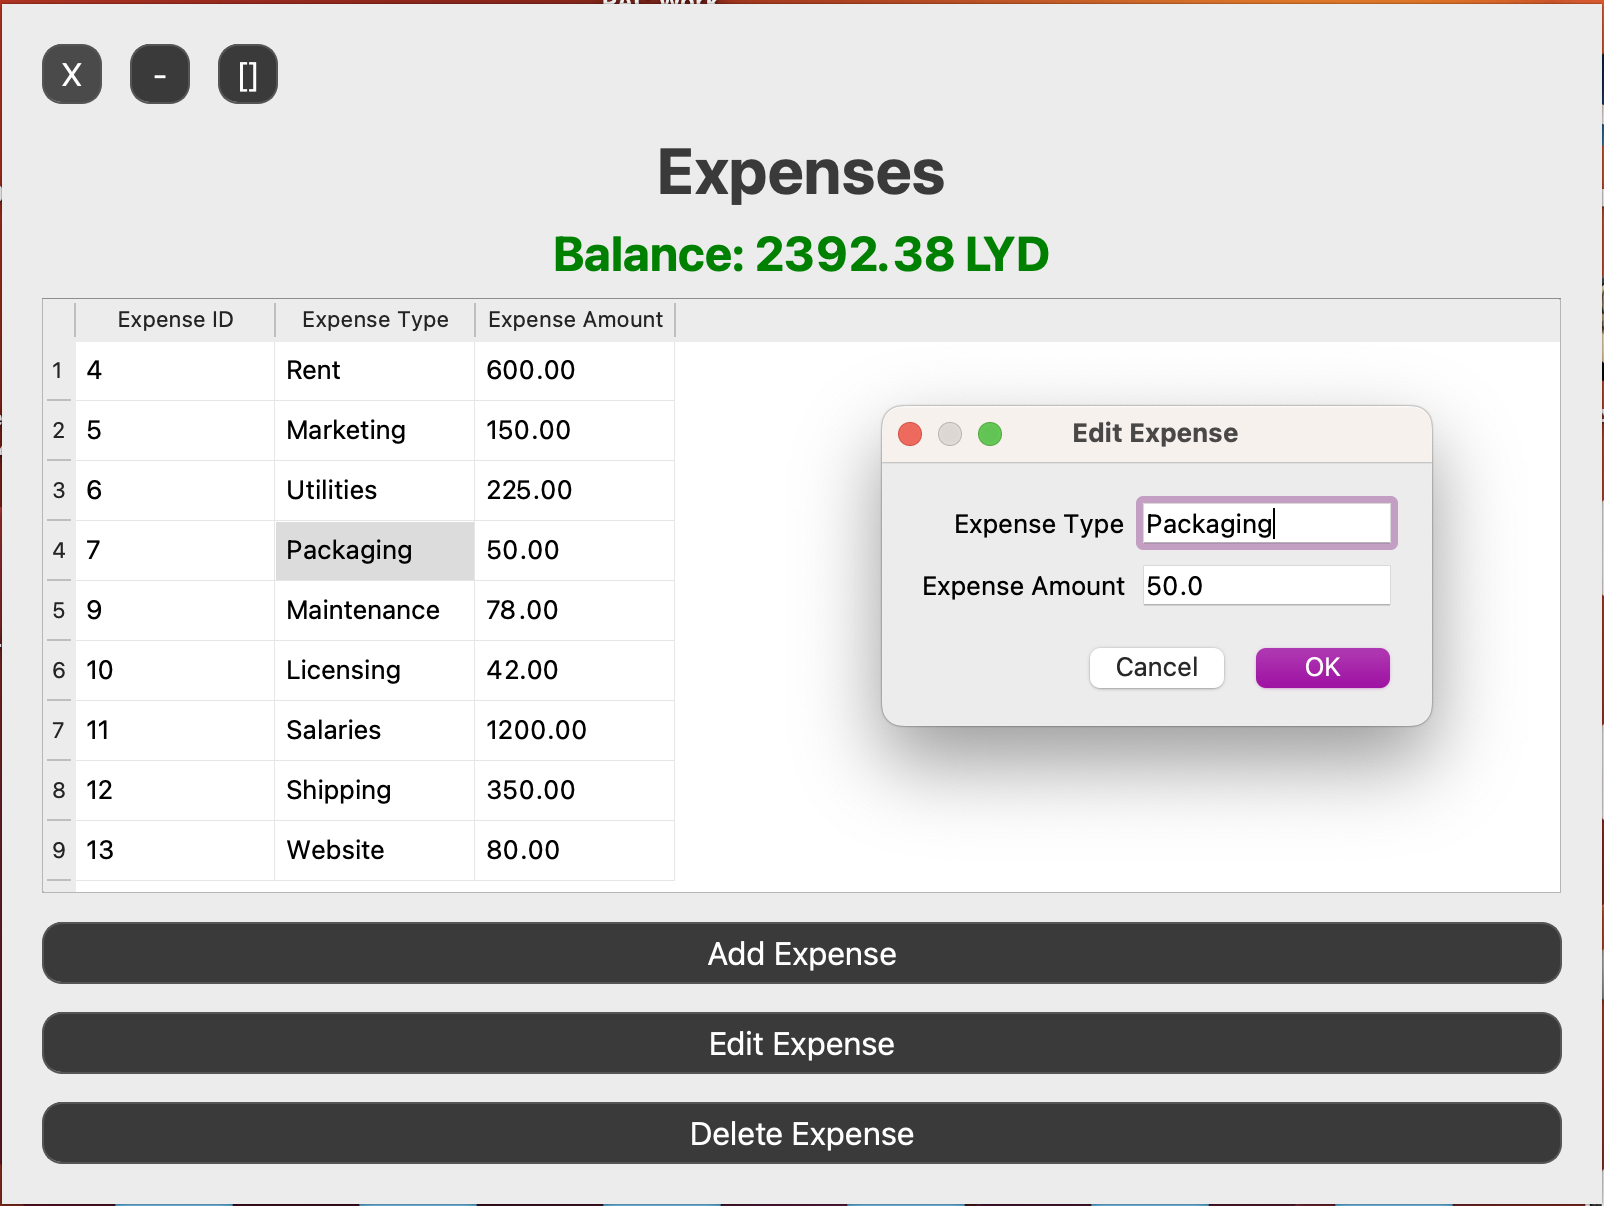 X - []
Expenses
Balance: 2392.38 LYD
Expense ID Expense Type Expense Amount
1 4 Rent 600.00
2 5 Marketing 150.00
3 6 Utilities 225.00
4 7 Packaging 50.00
5 9 Maintenance 78.00
6 10 Licensing 42.00
7 11 Salaries 1200.00
8 12 Shipping 350.00
9 13 Website 80.00
Edit Expense
Expense Type Packaging
Expense Amount 50.0
Cancel OK
Add Expense
Edit Expense
Delete Expense